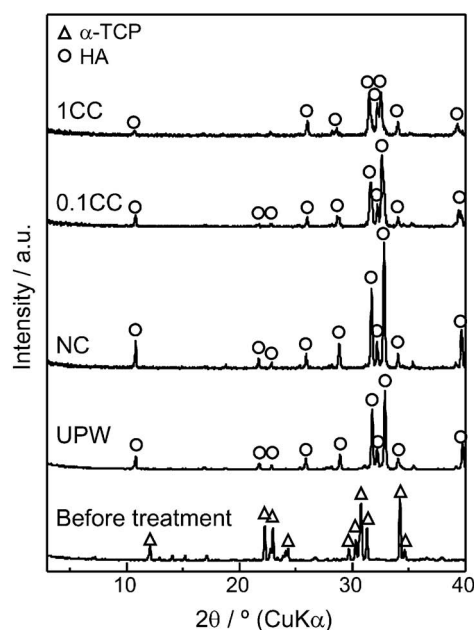 △ α-TCP
○ HA
1CC
0.1CC
NC
UPW
Before treatment
Intensity / a.u.
10 20 30 40
2θ / º (CuKα)